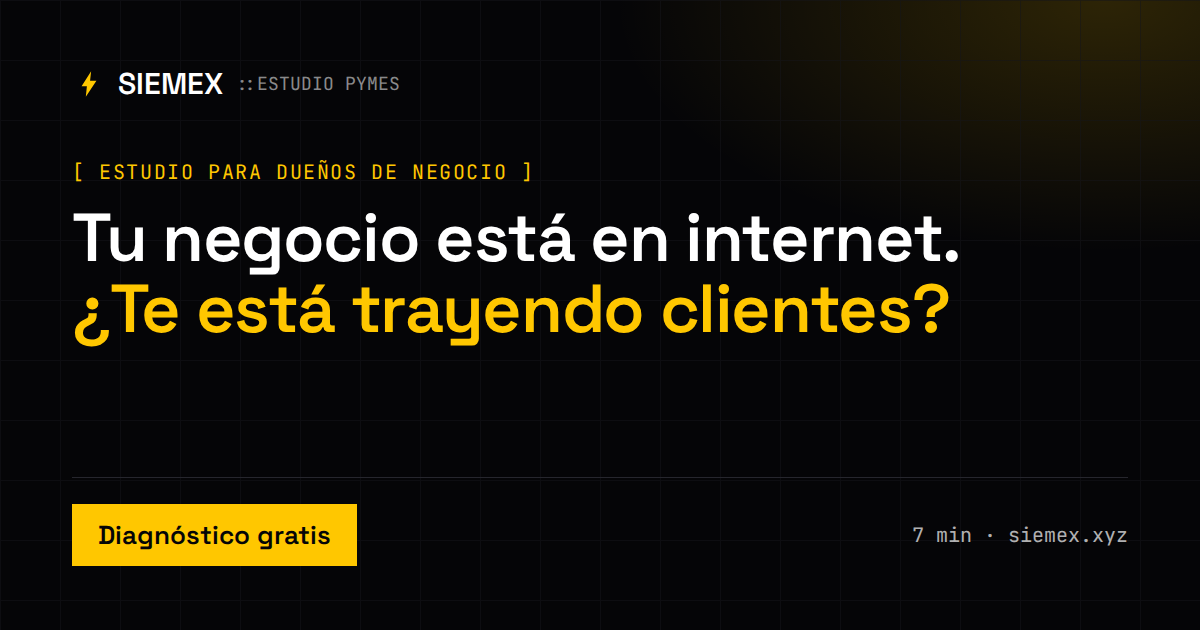 SIEMEX ::ESTUDIO PYMES
[ ESTUDIO PARA DUEÑOS DE NEGOCIO ]
Tu negocio está en internet.
¿Te está trayendo clientes?
Diagnóstico gratis
7 min · siemex.xyz